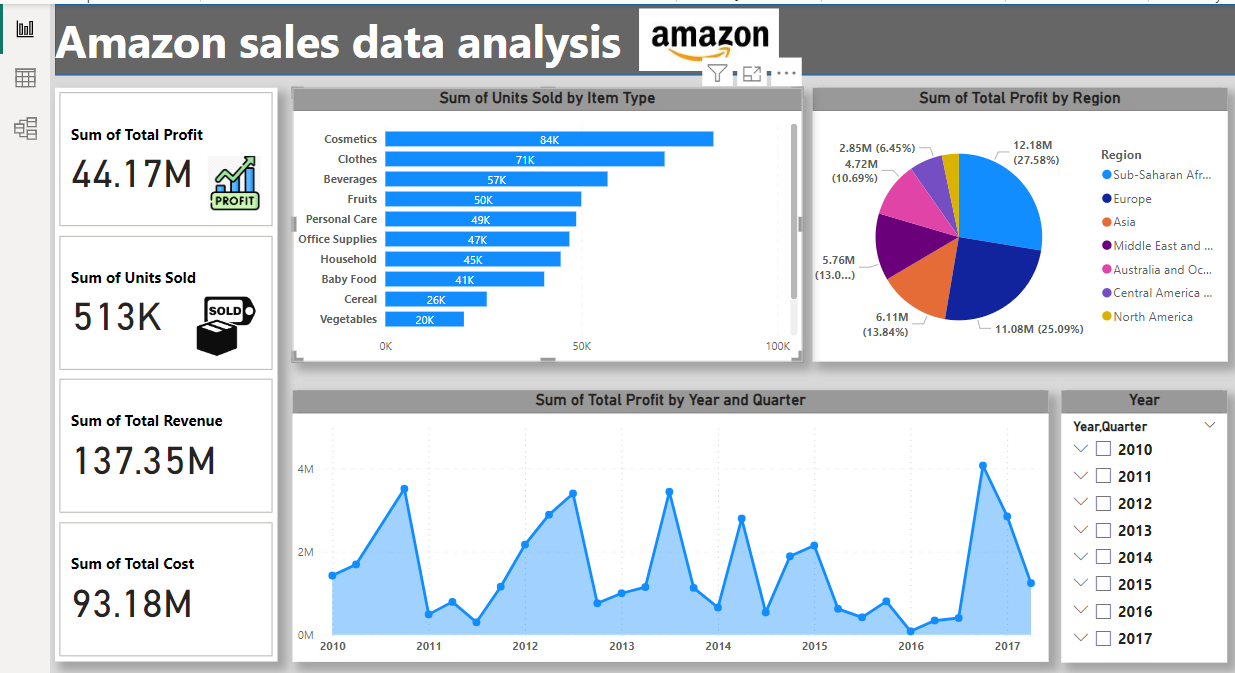 Amazon sales data analysis
amazon
Sum of Total Profit
44.17M
PROFIT
Sum of Units Sold
513K
SOLD
Sum of Total Revenue
137.35M
Sum of Total Cost
93.18M
Sum of Units Sold by Item Type
Cosmetics 84K
Clothes 71K
Beverages 57K
Fruits 50K
Personal Care 49K
Office Supplies 47K
Household 45K
Baby Food 41K
Cereal 26K
Vegetables 20K
0K 50K 100K
Sum of Total Profit by Region
2.85M (6.45%)
4.72M
(10.69%)
5.76M
(13.0...)
6.11M
(13.84%)
11.08M (25.09%)
12.18M
(27.58%)
Region
Sub-Saharan Afr...
Europe
Asia
Middle East and ...
Australia and Oc...
Central America ...
North America
Sum of Total Profit by Year and Quarter
4M
2M
0M
2010 2011 2012 2013 2014 2015 2016 2017
Year
Year,Quarter
2010
2011
2012
2013
2014
2015
2016
2017